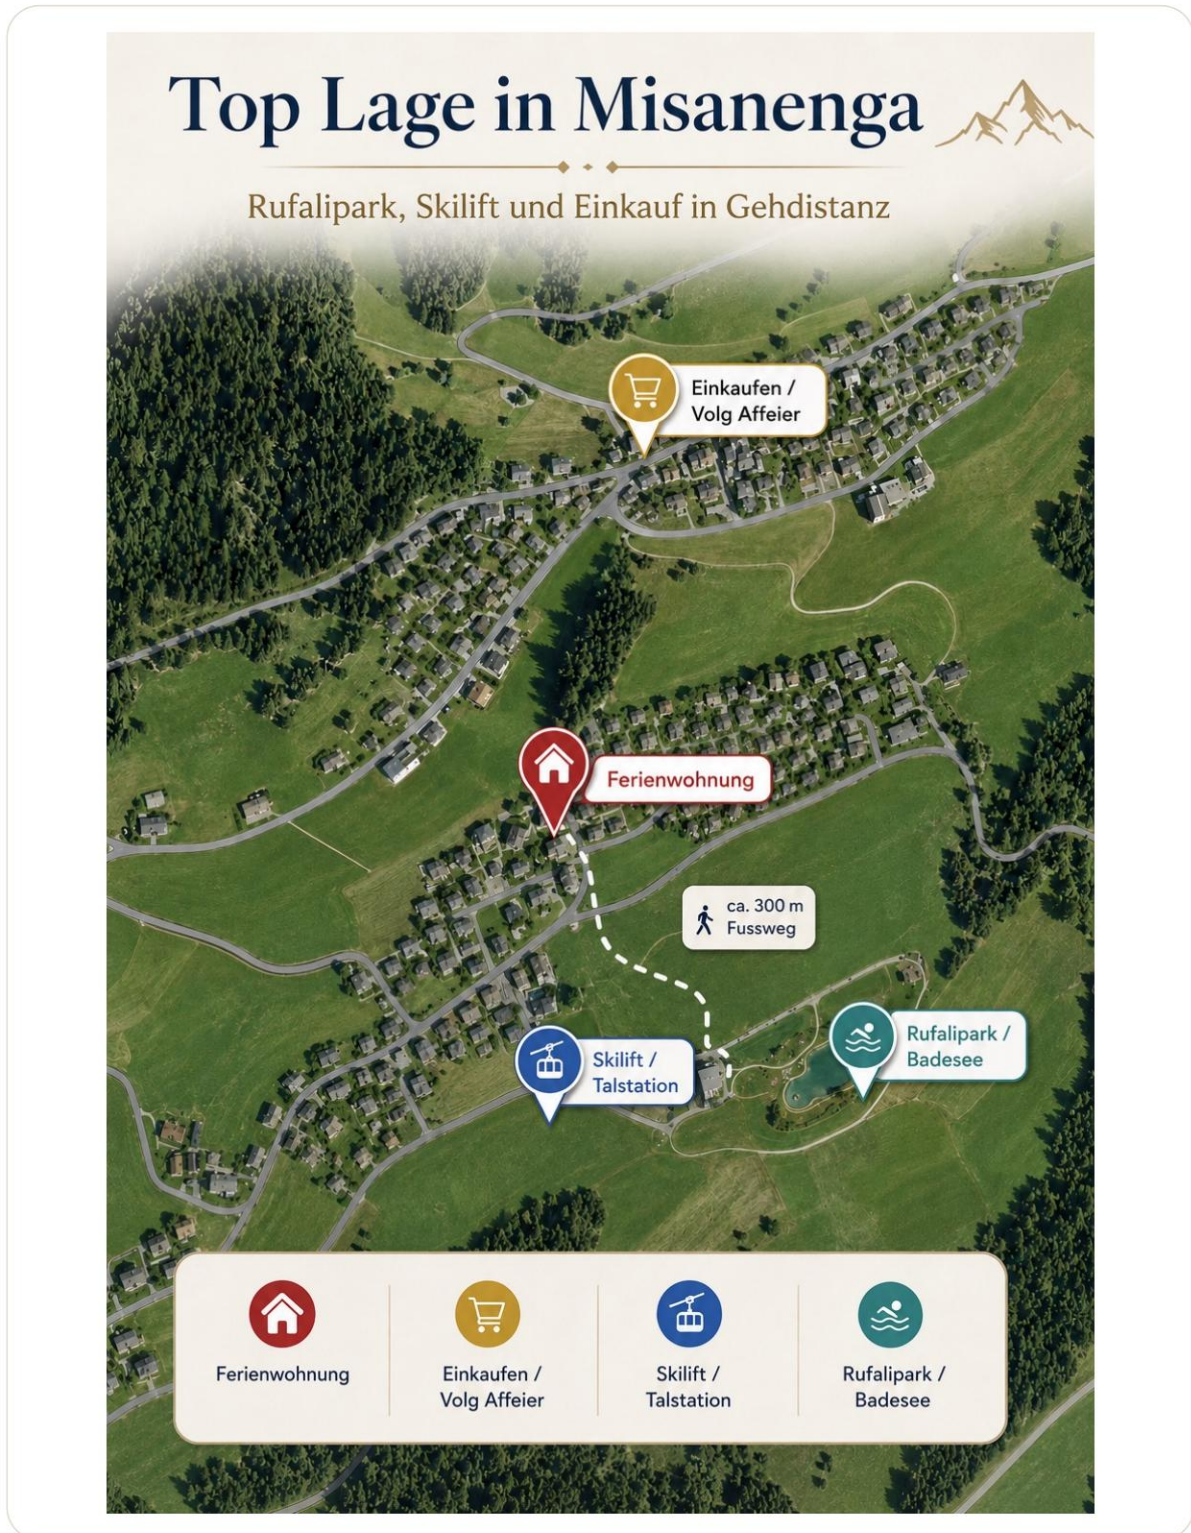 Top Lage in Misanenga
Rufalipark, Skilift und Einkauf in Gehdistanz
Einkaufen /
Volg Affeier
Ferienwohnung
ca. 300 m
Fussweg
Skilift /
Talstation
Rufalipark /
Badesee
Ferienwohnung
Einkaufen /
Volg Affeier
Skilift /
Talstation
Rufalipark /
Badesee